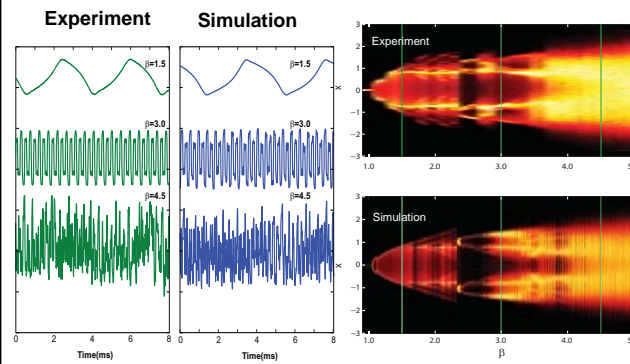 Experiment
Simulation
β=1.5
β=3.0
β=4.5
0 2 4 6 8
Time(ms)
β=1.5
β=3.0
β=4.5
0 2 4 6 8
Time(ms)
Experiment
3
2
1
0
-1
-2
-3
X
1.0 2.0 3.0 4.0 5.
Simulation
3
2
1
0
-1
-2
-3
X
1.0 2.0 3.0 4.0 5.
β